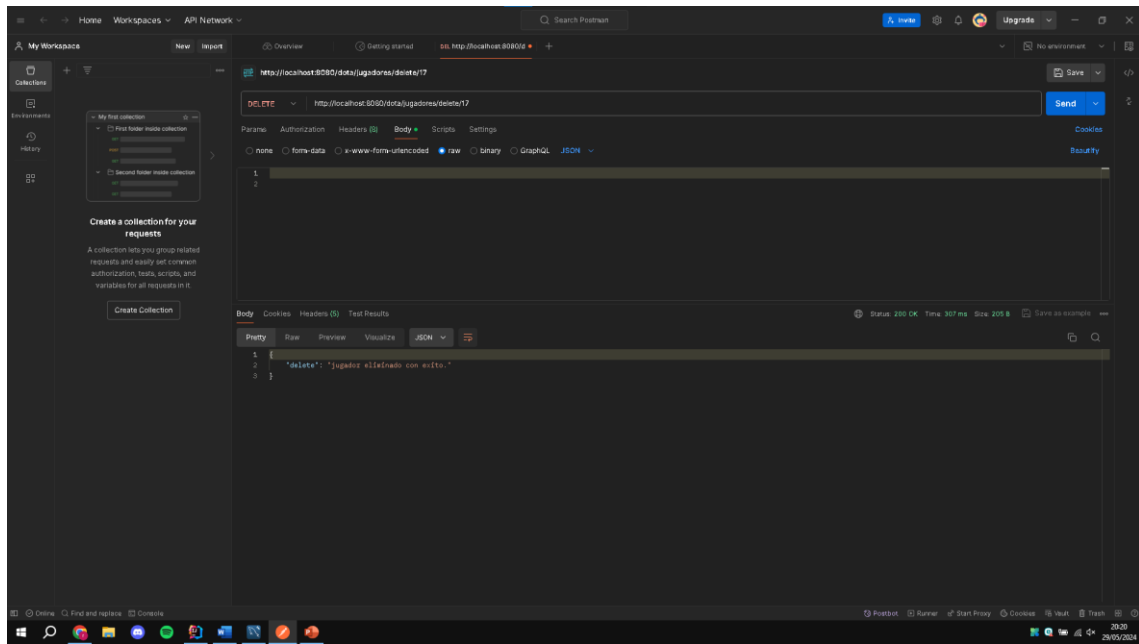 Home Workspaces API Network Search Postman Invite Upgrade
My Workspace New Import Overview Getting started DEL http://localhost:8080/d No environment
Collections
Environments
History
http://localhost:8080/dota/jugadores/delete/17 Save
DELETE http://localhost:8080/dota/jugadores/delete/17 Send
Params Authorization Headers (8) Body Scripts Settings Cookies
none form-data x-www-form-urlencoded raw binary GraphQL JSON Beautify
1
2
My first collection
First folder inside collection
Second folder inside collection
Create a collection for your
requests
A collection lets you group related
requests and easily set common
authorization, tests, scripts, and
variables for all requests in it.
Create Collection
Body Cookies Headers (5) Test Results Status: 200 OK Time: 307 ms Size: 205 B Save as example
Pretty Raw Preview Visualize JSON
1 {
2 "delete": "jugador eliminado con exito."
3 }
Online Find and replace Console Postbot Runner Start Proxy Cookies Vault Trash
20:20
29/05/2024